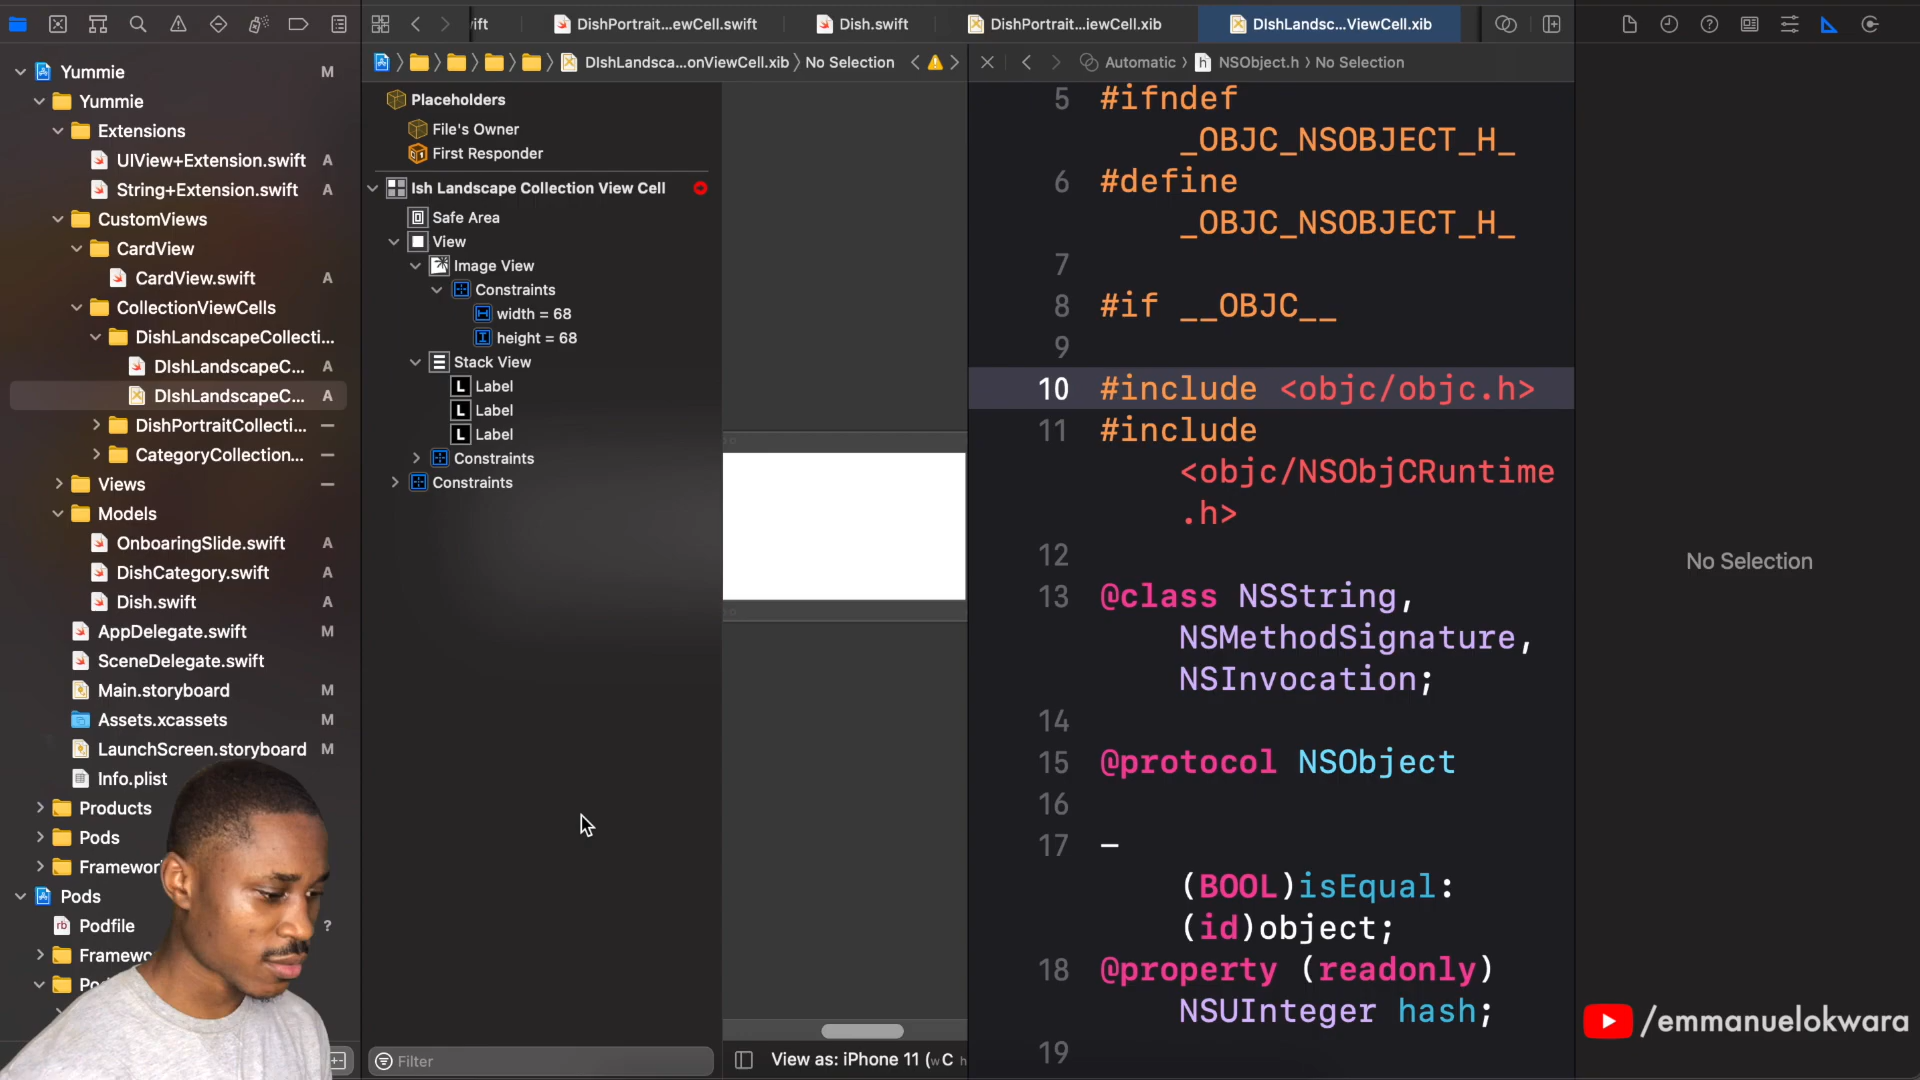 Yummie M
Yummie
Extensions
UIView+Extension.swift A
String+Extension.swift A
CustomViews
CardView
CardView.swift A
CollectionViewCells
DishLandscapeCollecti...
DIshLandscapeC... A
DIshLandscapeC... A
DishPortraitCollecti...
CategoryCollection...
Views
Models
OnboaringSlide.swift A
DishCategory.swift A
Dish.swift A
AppDelegate.swift M
SceneDelegate.swift
Main.storyboard M
Assets.xcassets M
LaunchScreen.storyboard M
Info.plist
Products
Pods
Pods
Podfile ?
ift
DishPortrait...ewCell.swift
Dish.swift
DishPortrait...iewCell.xib
DIshLandsc...ViewCell.xib
DIshLandsca...onViewCell.xib
No Selection
Placeholders
File's Owner
First Responder
Ish Landscape Collection View Cell
Safe Area
View
Image View
Constraints
width = 68
height = 68
Stack View
L Label
L Label
L Label
Constraints
Constraints
Filter
View as: iPhone 11 (wC h
Automatic
NSObject.h
No Selection
5 #ifndef
_OBJC_NSOBJECT_H_
6 #define
_OBJC_NSOBJECT_H_
7
8 #if __OBJC__
9
10 #include <objc/objc.h>
11 #include
<objc/NSObjCRuntime
.h>
12
13 @class NSString,
NSMethodSignature,
NSInvocation;
14
15 @protocol NSObject
16
17 -
(BOOL)isEqual:
(id)object;
18 @property (readonly)
NSUInteger hash;
19
No Selection
/emmanuelokwara